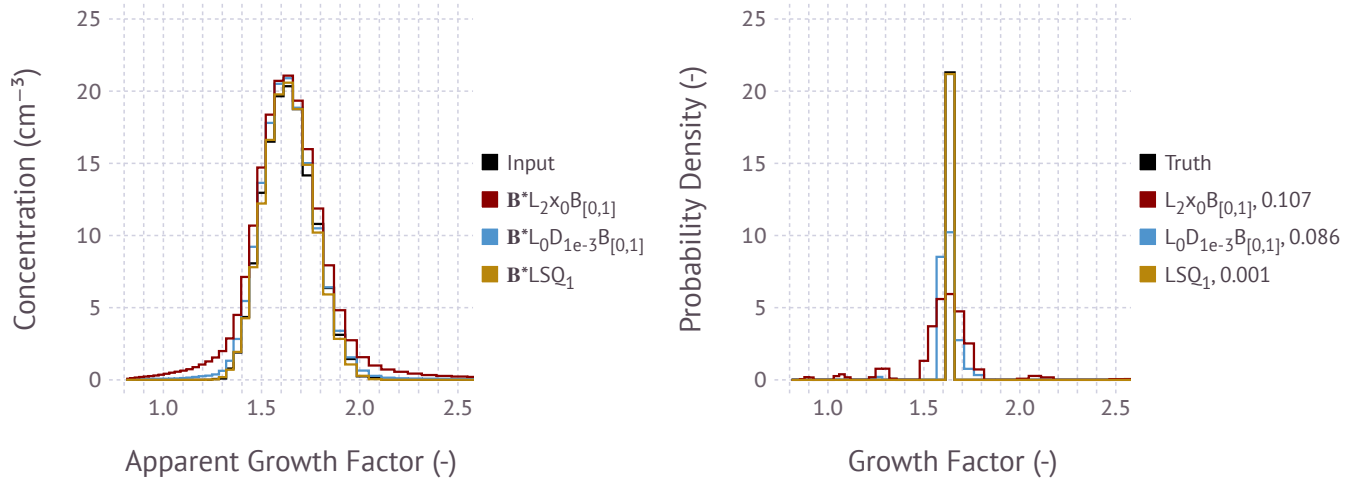 Concentration (cm⁻³)
25
20
15
10
5
0
1.0 1.5 2.0 2.5
Apparent Growth Factor (-)
Input
B*L₂x₀B[0,1]
B*L₀D₁ₑ₋₃B[0,1]
B*LSQ₁
Probability Density (-)
25
20
15
10
5
0
1.0 1.5 2.0 2.5
Growth Factor (-)
Truth
L₂x₀B[0,1], 0.107
L₀D₁ₑ₋₃B[0,1], 0.086
LSQ₁, 0.001